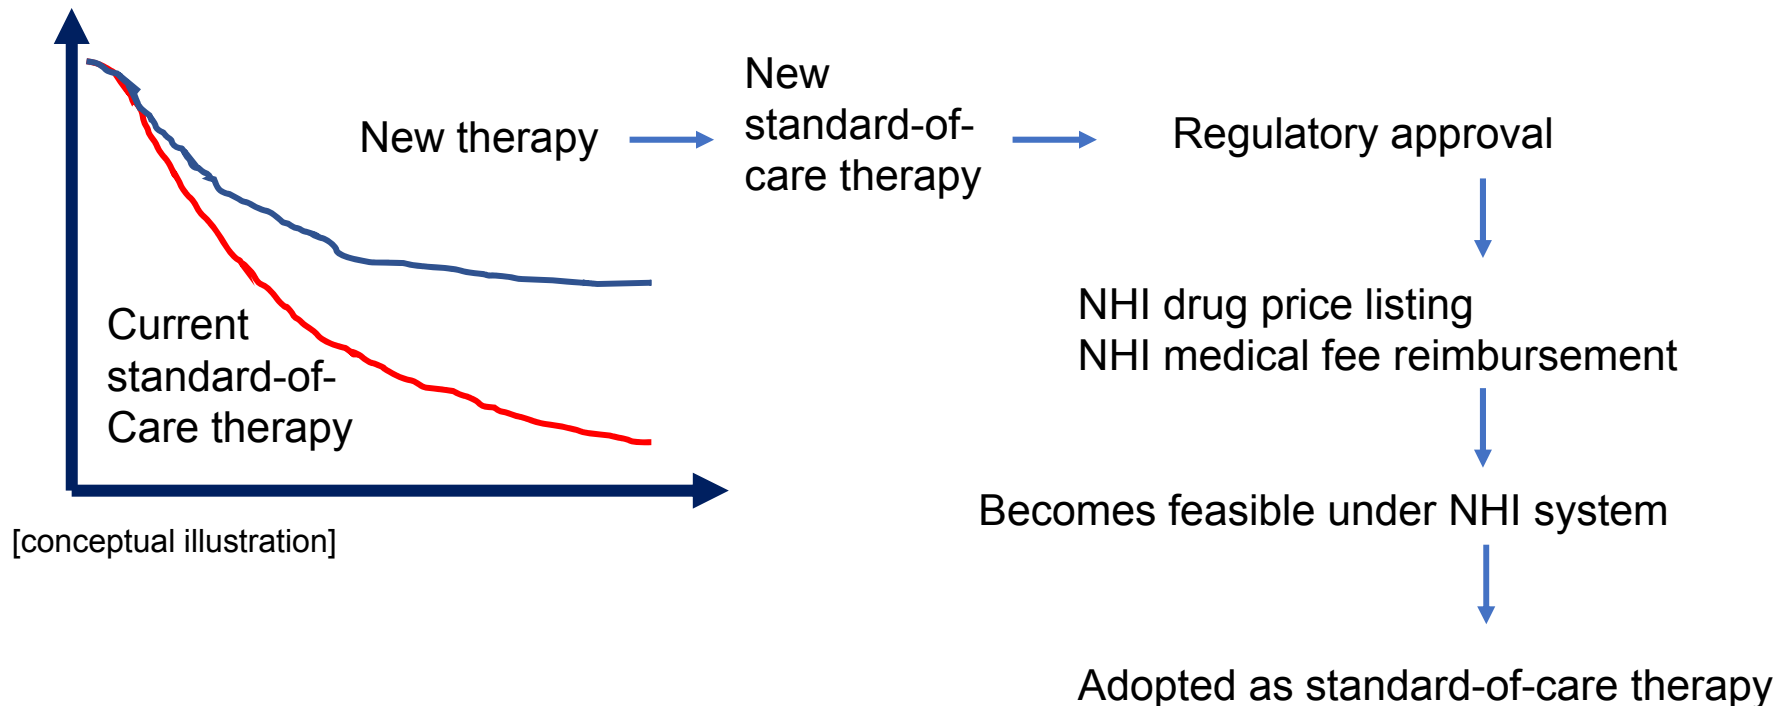 New therapy
New
standard-of-
care therapy
Regulatory approval
Current
standard-of-
Care therapy
NHI drug price listing
NHI medical fee reimbursement
Becomes feasible under NHI system
[conceptual illustration]
Adopted as standard-of-care therapy